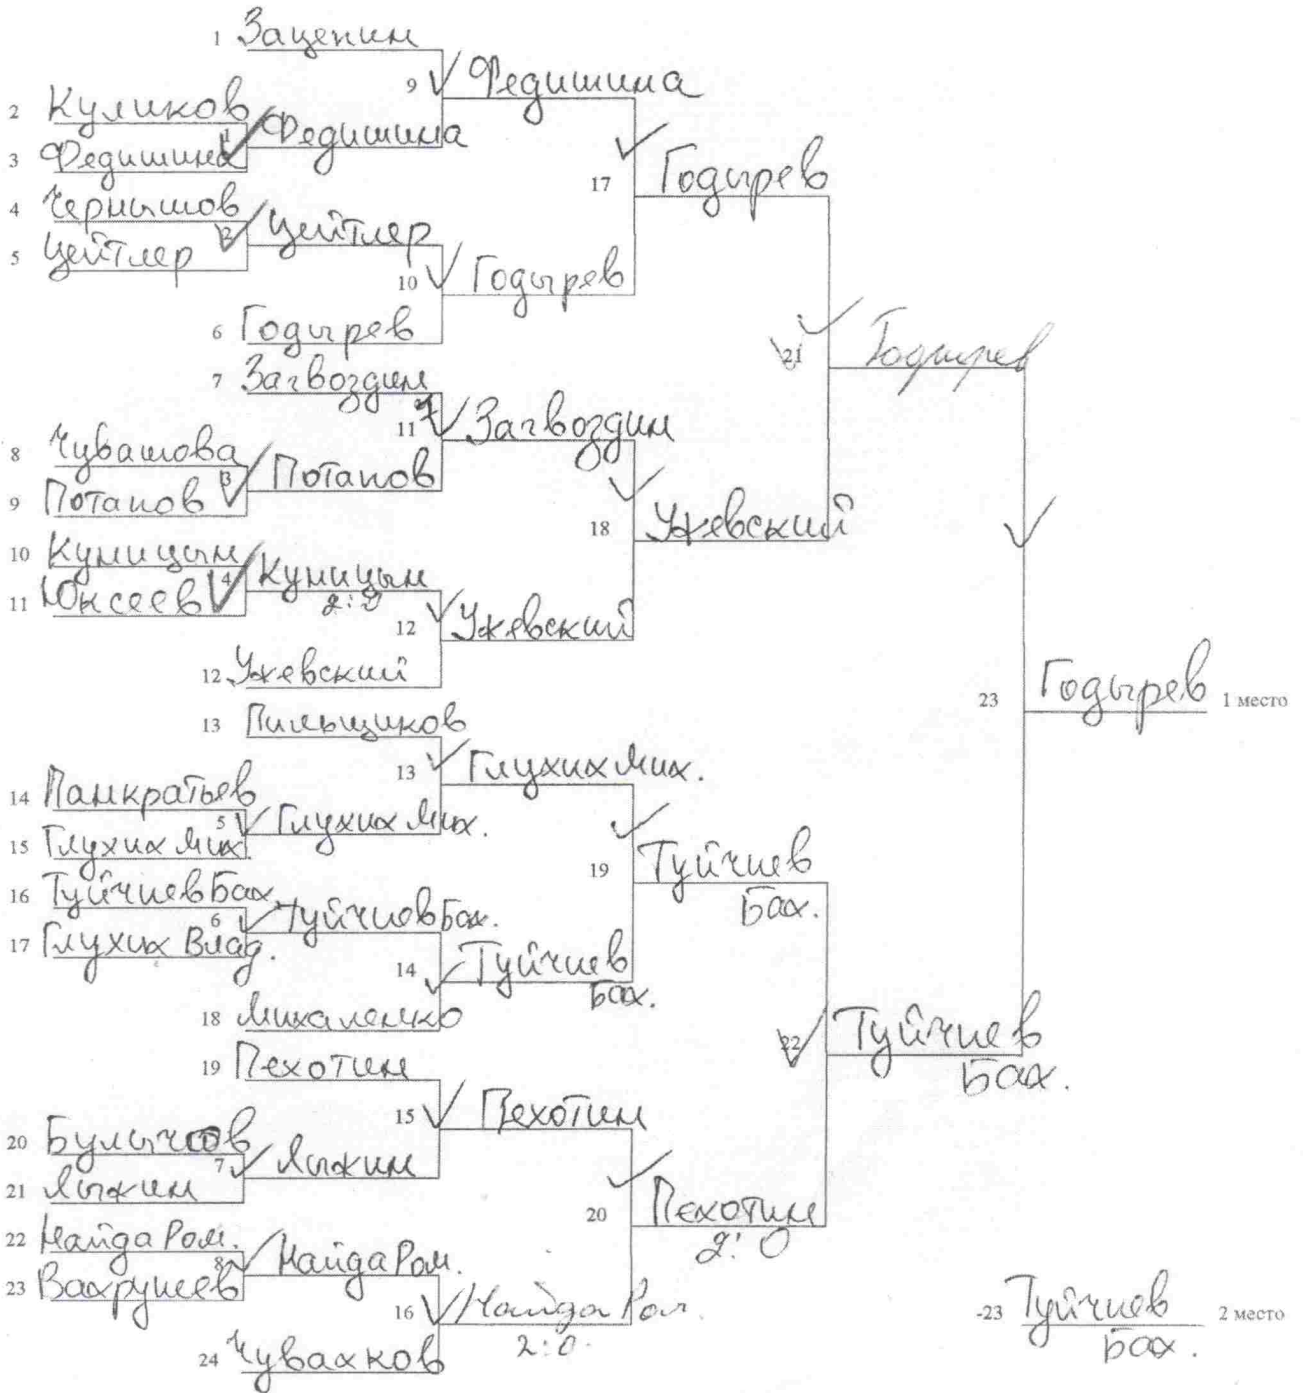 1 Зацепин
9 Федишина
2 Куликов
1 Федишина
3 Федишина
17 Годырев
4 Чернышов
2 Цейтлер
5 Цейтлер
10 Годырев
6 Годырев
21 Годырев
7 Загвоздин
11 Загвоздин
8 Чувашова
3 Потапов
9 Потапов
18 Ужевский
10 Куницын
4 Куницын
2:0
11 Юксеев
12 Ужевский
12 Ужевский
23 Годырев 1 место
13 Пильщиков
13 Глухих Мих.
14 Панкратьев
5 Глухих Мих.
15 Глухих Мих.
19 Туйчиев
Бах.
16 Туйчиев Бах.
6 Туйчиев Бах.
17 Глухих Влад.
14 Туйчиев
Бах.
18 Михаленко
22 Туйчиев
Бах.
19 Пехотин
15 Пехотин
20 Булычев
7 Лыжин
21 Лыжин
20 Пехотин
2:0
22 Найда Ром.
8 Найда Ром.
23 Вахрушев
16 Найда Ром.
2:0
24 Чувахков
-23 Туйчиев 2 место
Бах.